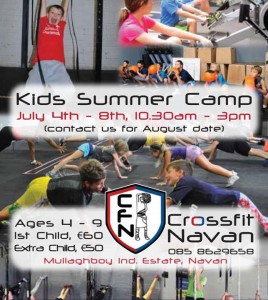 Kids Summer Camp
July 4th - 8th, 10.30am - 3pm
(contact us for August date)
Ages 4 - 9
1st Child, €60
Extra Child, €50
CFN
Crossfit
Navan
085 8629658
Mullaghboy Ind. Estate, Navan